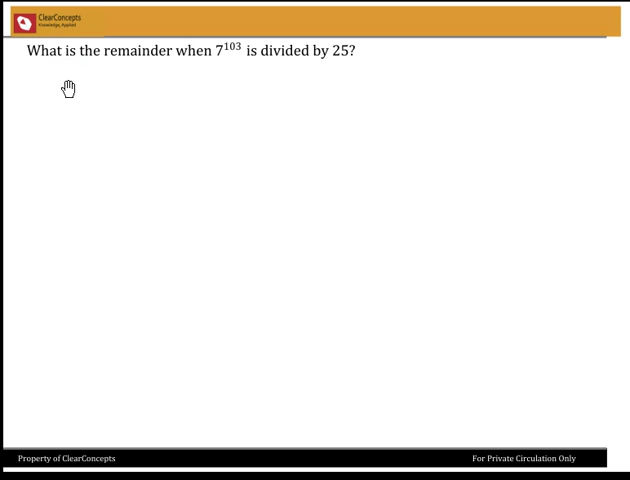 ClearConcepts
Knowledge, Applied
What is the remainder when 7¹⁰³ is divided by 25?
Property of ClearConcepts
For Private Circulation Only